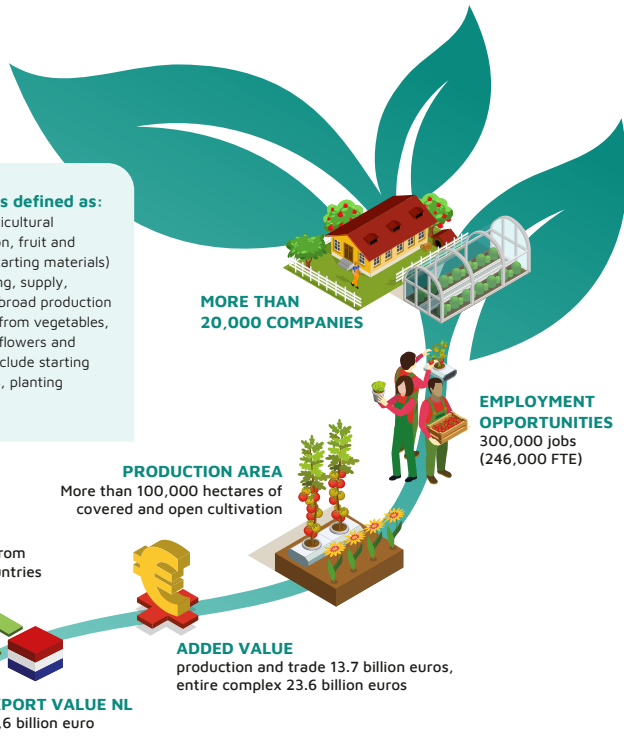 s defined as:
icultural
on, fruit and
tarting materials)
ng, supply,
broad production
from vegetables,
flowers and
clude starting
, planting
MORE THAN
20,000 COMPANIES
EMPLOYMENT
OPPORTUNITIES
300,000 jobs
(246,000 FTE)
PRODUCTION AREA
More than 100,000 hectares of
covered and open cultivation
rom
untries
ADDED VALUE
production and trade 13.7 billion euros,
entire complex 23.6 billion euros
PORT VALUE NL
,6 billion euro